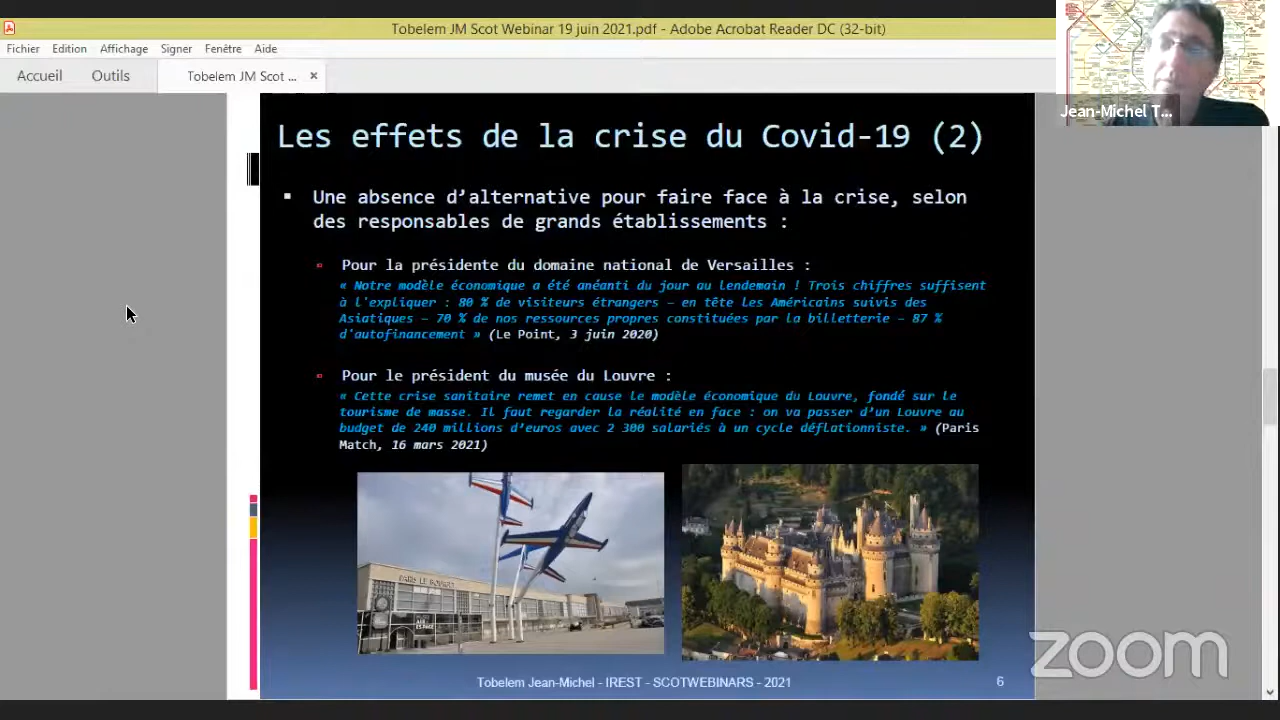 Tobelem JM Scot Webinar 19 juin 2021.pdf - Adobe Acrobat Reader DC (32-bit)
Fichier Edition Affichage Signer Fenêtre Aide
Accueil Outils Tobelem JM Scot ... ×
Jean-Michel T...
Les effets de la crise du Covid-19 (2)
Une absence d'alternative pour faire face à la crise, selon
des responsables de grands établissements :
Pour la présidente du domaine national de Versailles :
« Notre modèle économique a été anéanti du jour au lendemain ! Trois chiffres suffisent
à l'expliquer : 80 % de visiteurs étrangers – en tête les Américains suivis des
Asiatiques – 70 % de nos ressources propres constituées par la billetterie – 87 %
d'autofinancement » (Le Point, 3 juin 2020)
Pour le président du musée du Louvre :
« Cette crise sanitaire remet en cause le modèle économique du Louvre, fondé sur le
tourisme de masse. Il faut regarder la réalité en face : on va passer d'un Louvre au
budget de 240 millions d'euros avec 2 300 salariés à un cycle déflationniste. » (Paris
Match, 16 mars 2021)
PARIS LE BOURGET
Tobelem Jean-Michel - IREST - SCOTWEBINARS - 2021
6
zoom